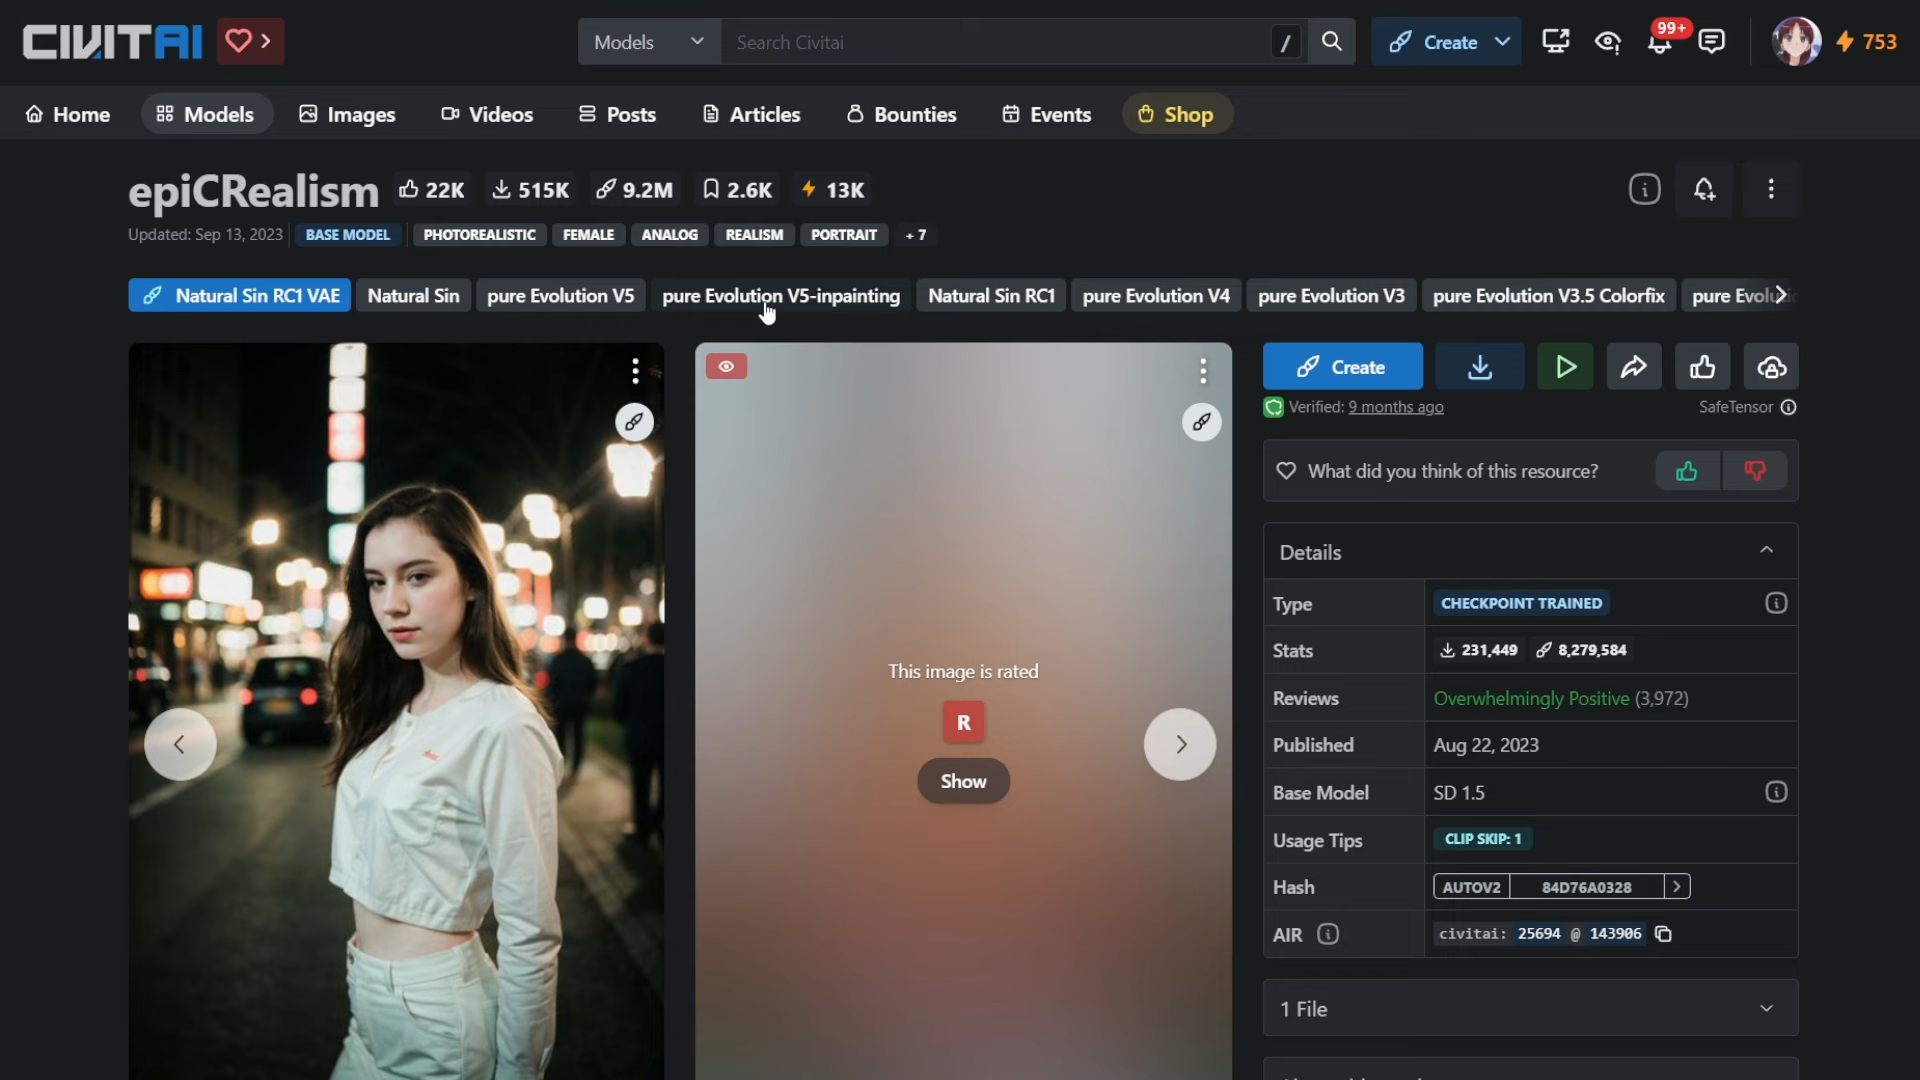 CIVITAI
Models
Search Civitai
/
Create
99+
753
Home
Models
Images
Videos
Posts
Articles
Bounties
Events
Shop
epiCRealism
22K
515K
9.2M
2.6K
13K
Updated: Sep 13, 2023
BASE MODEL
PHOTOREALISTIC
FEMALE
ANALOG
REALISM
PORTRAIT
+ 7
Natural Sin RC1 VAE
Natural Sin
pure Evolution V5
pure Evolution V5-inpainting
Natural Sin RC1
pure Evolution V4
pure Evolution V3
pure Evolution V3.5 Colorfix
pure
Create
Verified: 9 months ago
SafeTensor
What did you think of this resource?
This image is rated
R
Show
Details
Type
CHECKPOINT TRAINED
Stats
231,449
8,279,584
Reviews
Overwhelmingly Positive (3,972)
Published
Aug 22, 2023
Base Model
SD 1.5
Usage Tips
CLIP SKIP: 1
Hash
AUTOV2
84D76A0328
AIR
civitai: 25694 @ 143906
1 File